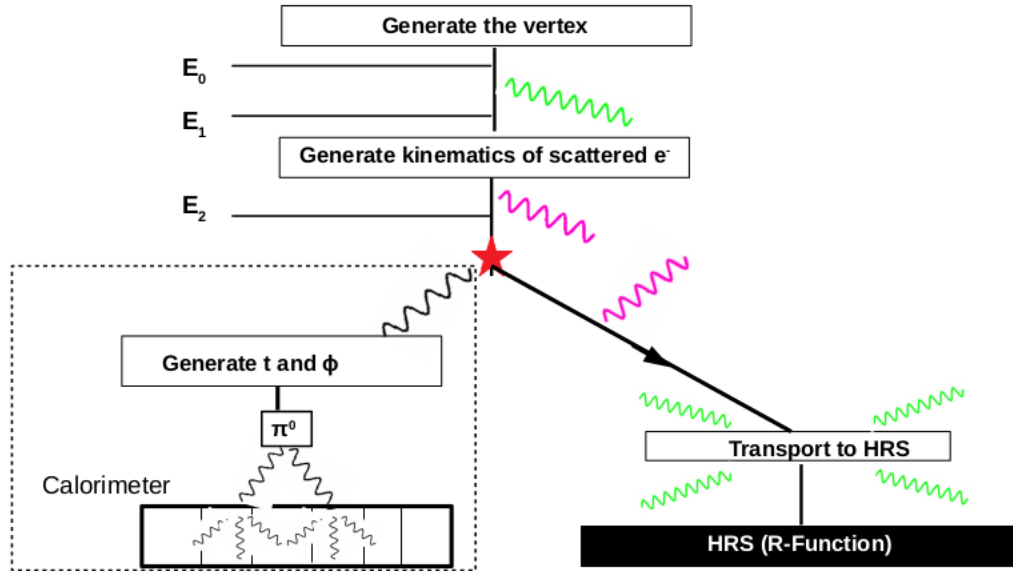 Generate the vertex
E₀
E₁
Generate kinematics of scattered e⁻
E₂
Generate t and ϕ
π⁰
Calorimeter
Transport to HRS
HRS (R-Function)